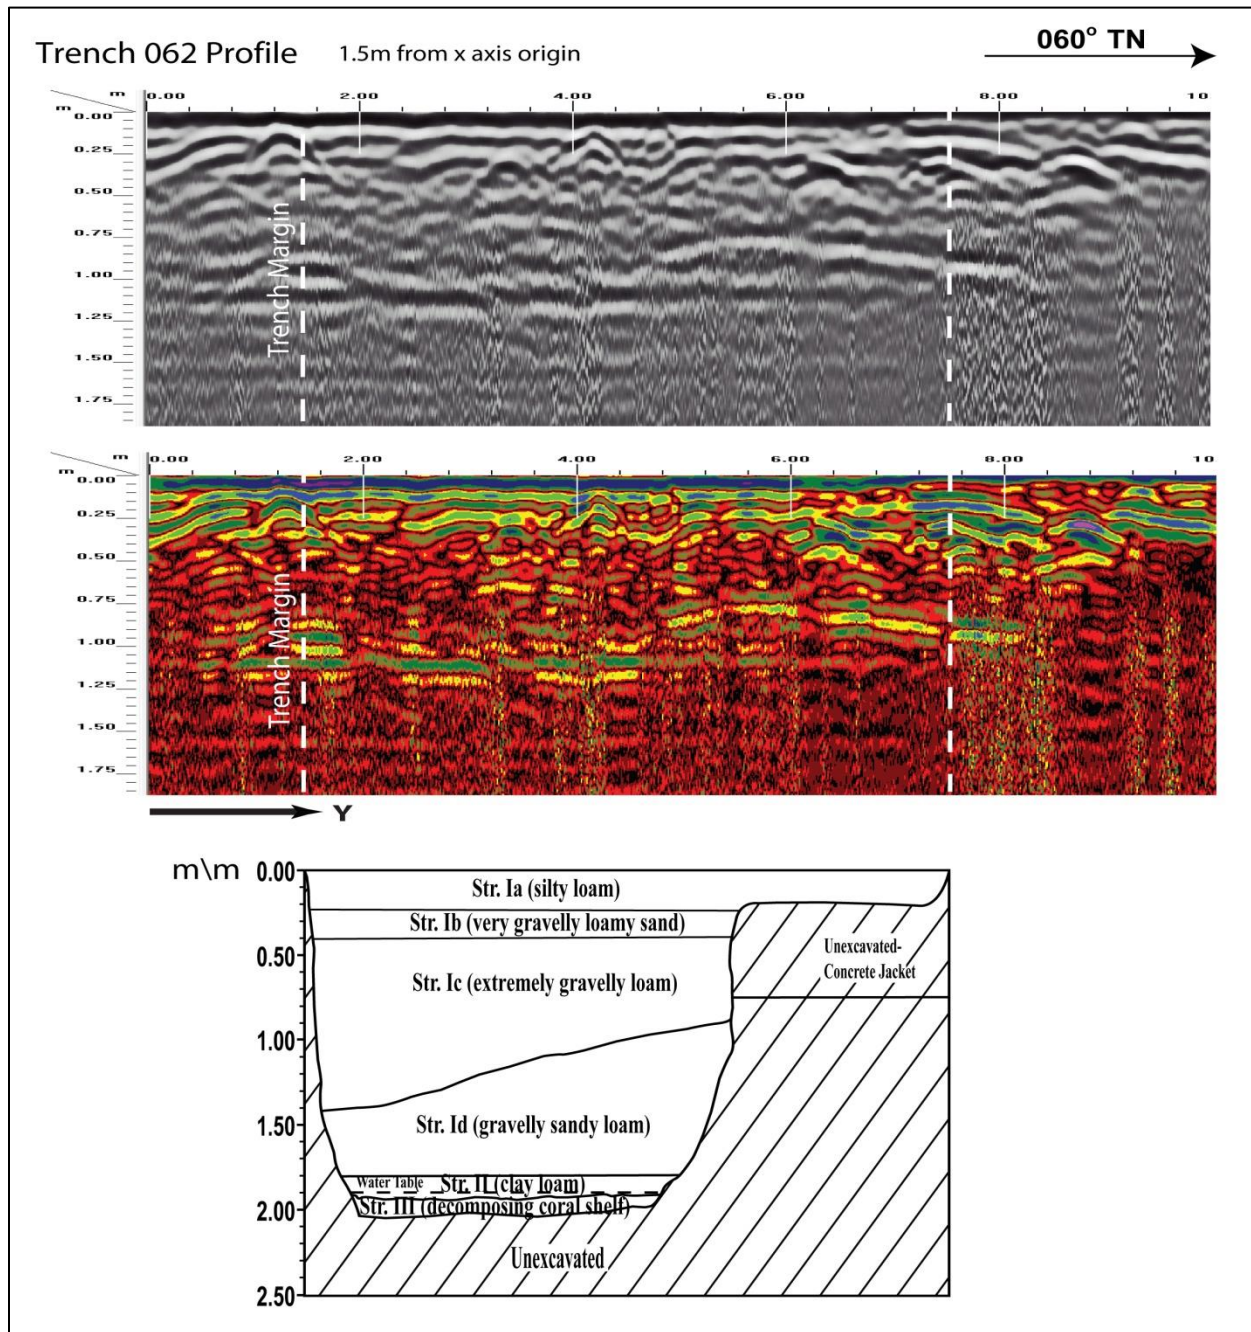 Trench 062 Profile 1.5m from x axis origin 060° TN
m 0.00 2.00 4.00 6.00 8.00 10
m
0.00
0.25
0.50
0.75
1.00
1.25
1.50
1.75
Trench Margin
m 0.00 2.00 4.00 6.00 8.00 10
m
0.00
0.25
0.50
0.75
1.00
1.25
1.50
1.75
Trench Margin
Y
m\m
0.00
0.50
1.00
1.50
2.00
2.50
Str. Ia (silty loam)
Str. Ib (very gravelly loamy sand)
Unexcavated-
Concrete Jacket
Str. Ic (extremely gravelly loam)
Str. Id (gravelly sandy loam)
Water Table Str. II (clay loam)
Str. III (decomposing coral shelf)
Unexcavated